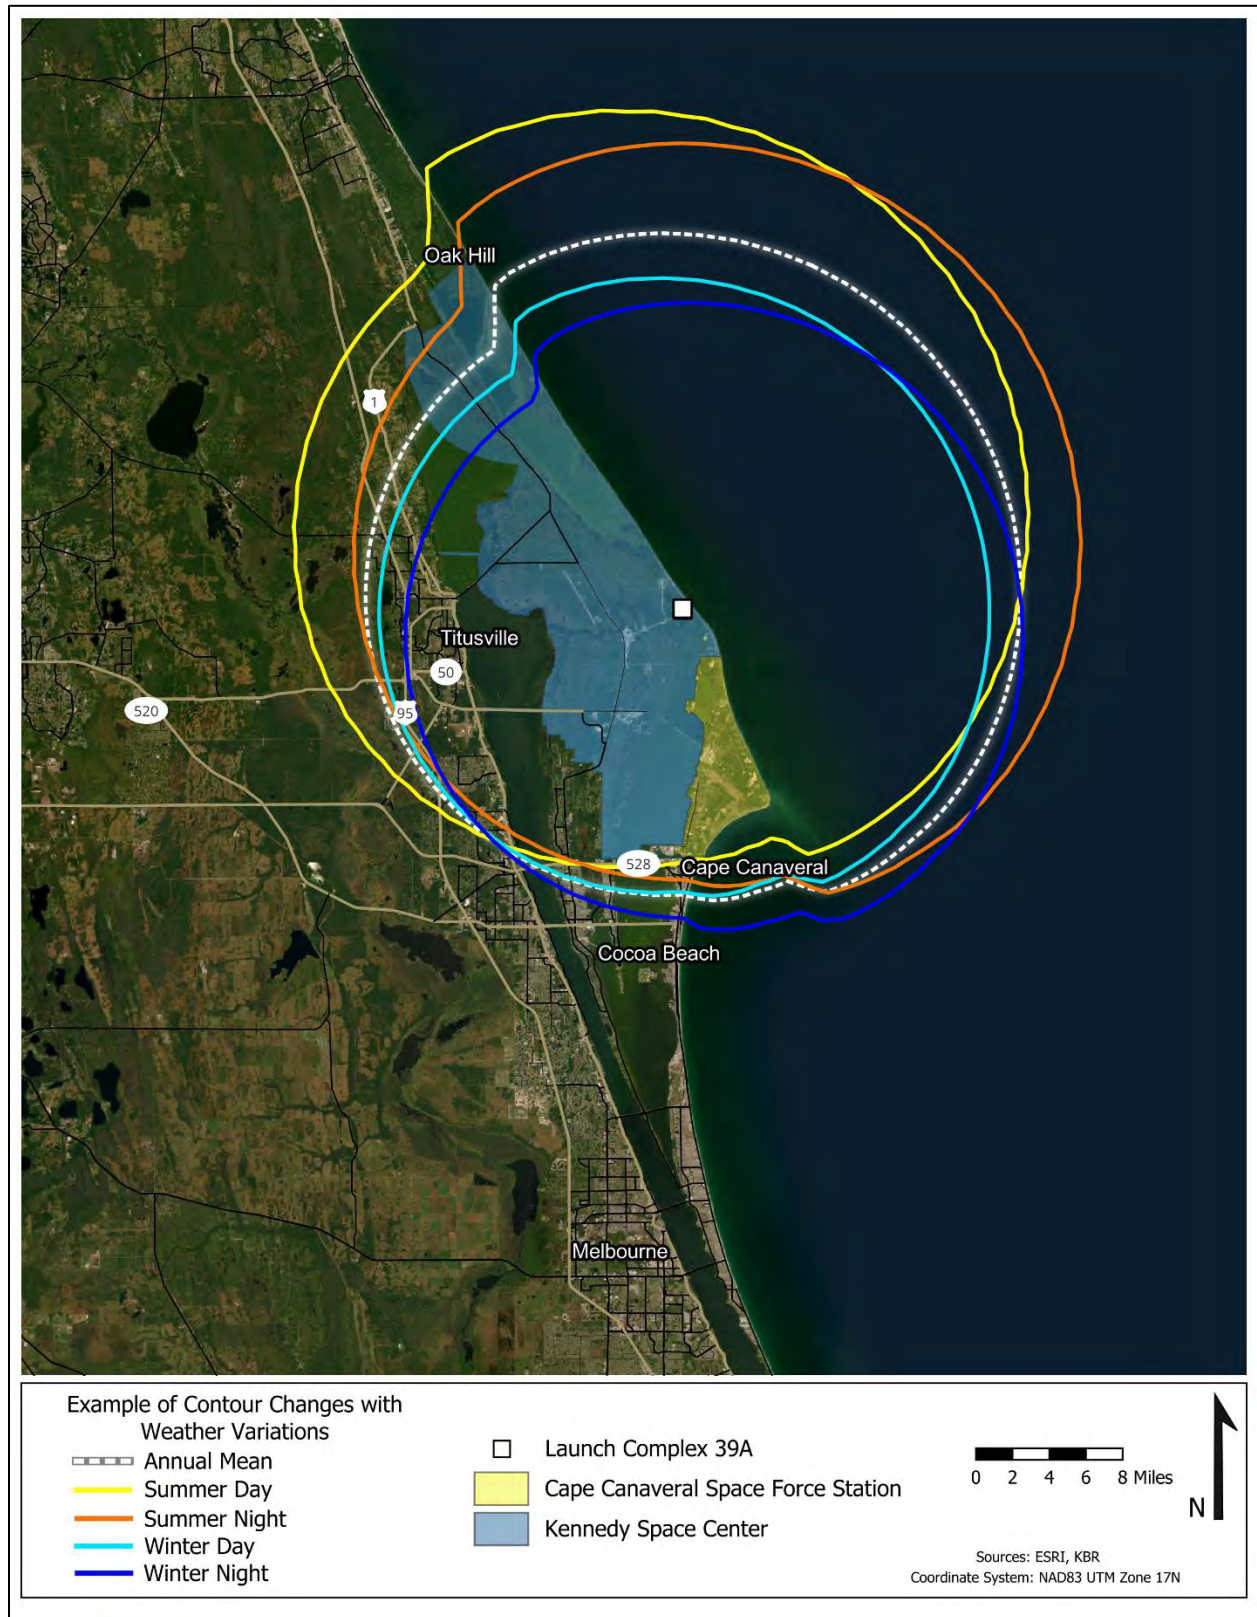 Oak Hill
1
Titusville
50
520
95
528
Cape Canaveral
Cocoa Beach
Melbourne
Example of Contour Changes with
Weather Variations
Annual Mean
Summer Day
Summer Night
Winter Day
Winter Night
Launch Complex 39A
Cape Canaveral Space Force Station
Kennedy Space Center
0 2 4 6 8 Miles
N
Sources: ESRI, KBR
Coordinate System: NAD83 UTM Zone 17N